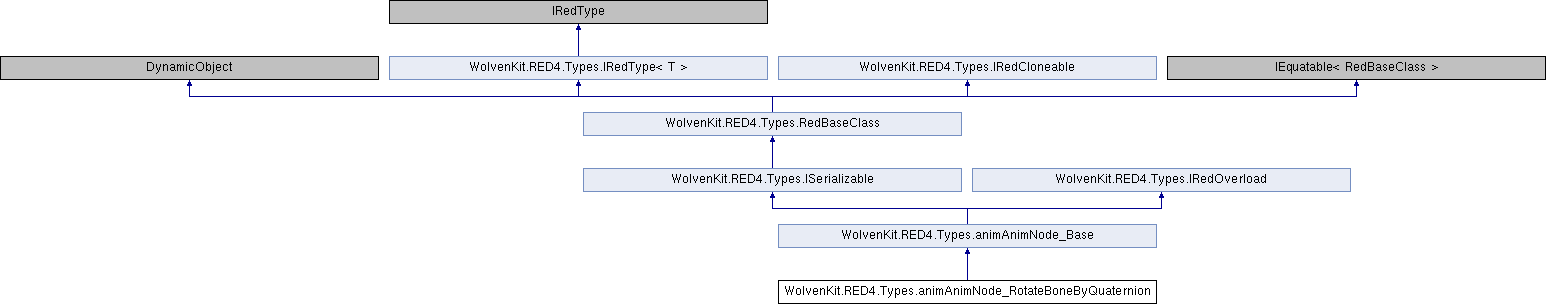 IRedType
DynamicObject
WolvenKit.RED4.Types.IRedType< T >
WolvenKit.RED4.Types.IRedCloneable
IEquatable< RedBaseClass >
WolvenKit.RED4.Types.RedBaseClass
WolvenKit.RED4.Types.ISerializable
WolvenKit.RED4.Types.IRedOverload
WolvenKit.RED4.Types.animAnimNode_Base
WolvenKit.RED4.Types.animAnimNode_RotateBoneByQuaternion